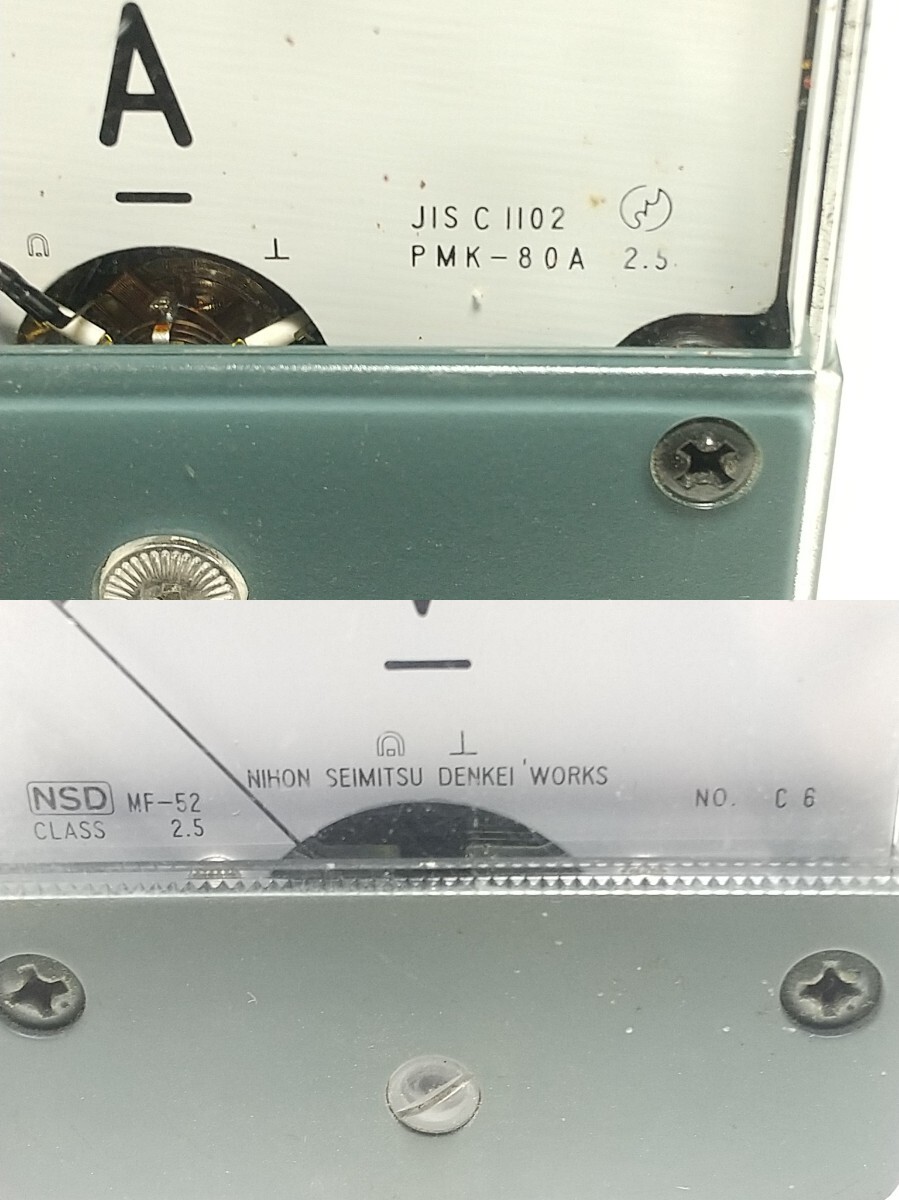 A
JIS C 1102
PMK-80A 2.5
NIHON SEIMITSU DENKEI WORKS
NSD MF-52
CLASS 2.5
NO. C 6